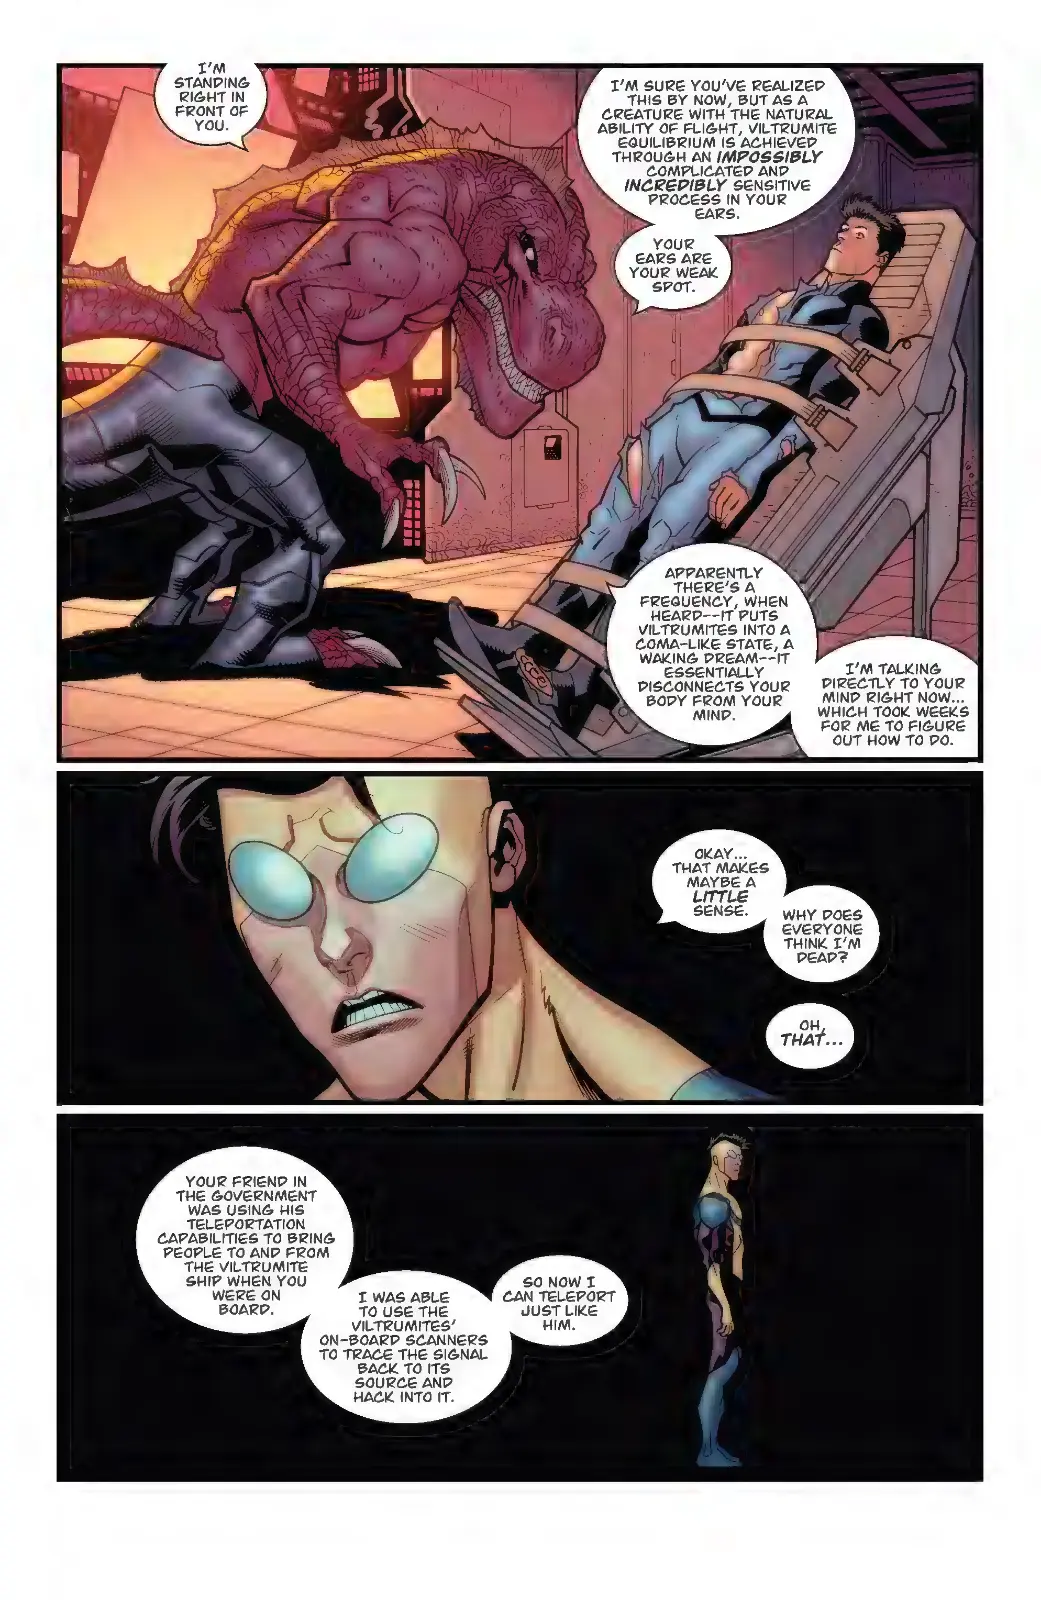 I'M
STANDING
RIGHT IN
FRONT OF
YOU.
I'M SURE YOU'VE REALIZED
THIS BY NOW, BUT AS A
CREATURE WITH THE NATURAL
ABILITY OF FLIGHT, VILTRUMITE
EQUILIBRIUM IS ACHIEVED
THROUGH AN IMPOSSIBLY
COMPLICATED AND
INCREDIBLY SENSITIVE
PROCESS IN YOUR
EARS.
YOUR
EARS ARE
YOUR WEAK
SPOT.
APPARENTLY
THERE'S A
FREQUENCY, WHEN
HEARD--IT PUTS
VILTRUMITES INTO A
COMA-LIKE STATE, A
WAKING DREAM--IT
ESSENTIALLY
DISCONNECTS YOUR
BODY FROM YOUR
MIND.
I'M TALKING
DIRECTLY TO YOUR
MIND RIGHT NOW...
WHICH TOOK WEEKS
FOR ME TO FIGURE
OUT HOW TO DO.
OKAY...
THAT MAKES
MAYBE A
LITTLE
SENSE.
WHY DOES
EVERYONE
THINK I'M
DEAD?
OH,
THAT...
YOUR FRIEND IN
THE GOVERNMENT
WAS USING HIS
TELEPORTATION
CAPABILITIES TO BRING
PEOPLE TO AND FROM
THE VILTRUMITE
SHIP WHEN YOU
WERE ON
BOARD.
I WAS ABLE
TO USE THE
VILTRUMITES'
ON-BOARD SCANNERS
TO TRACE THE SIGNAL
BACK TO ITS
SOURCE AND
HACK INTO IT.
SO NOW I
CAN TELEPORT
JUST LIKE
HIM.